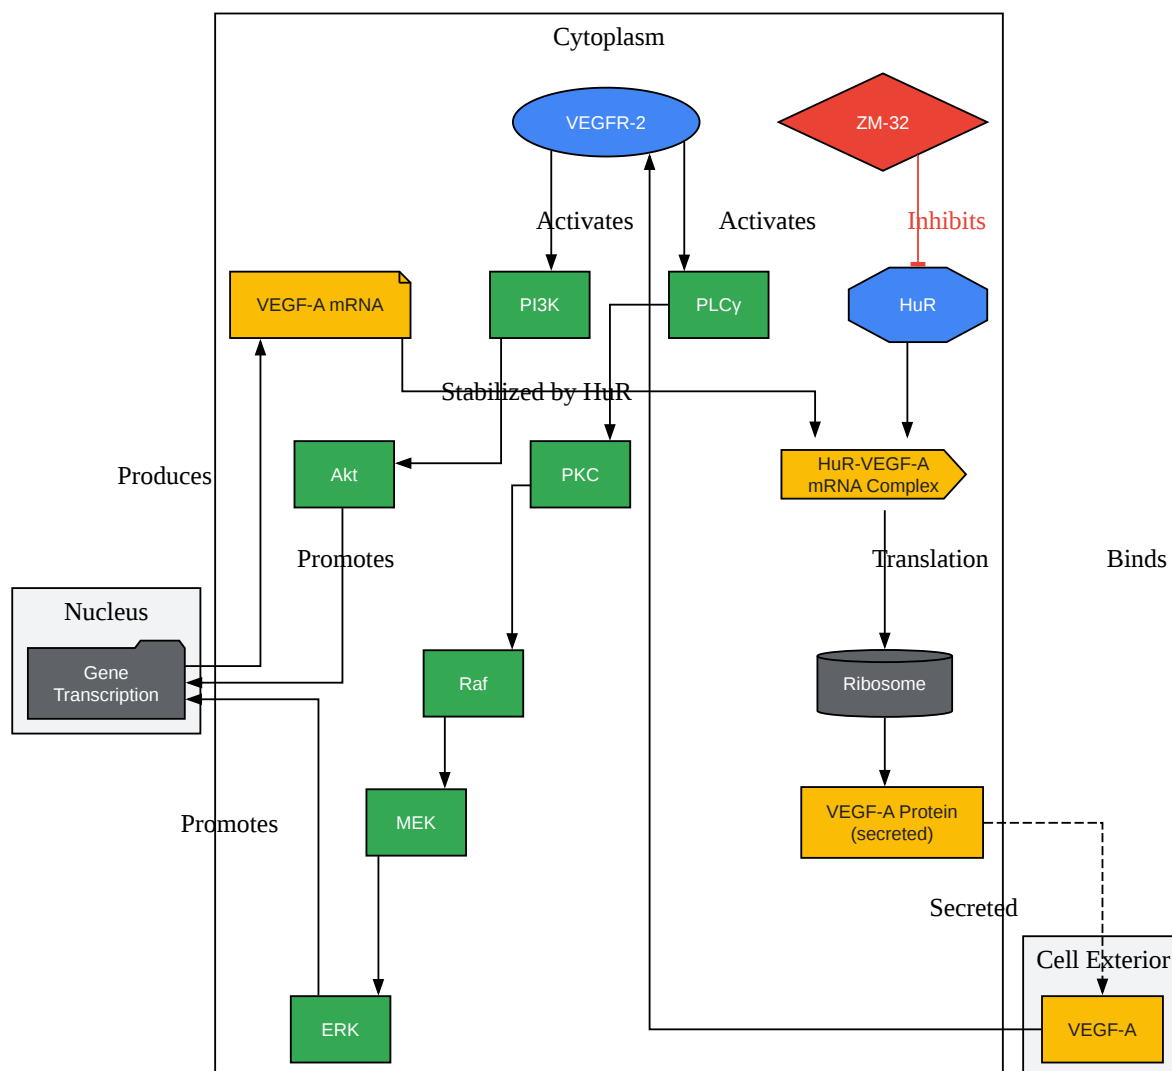 Cytoplasm
VEGFR-2
ZM-32
Activates
Activates
Inhibits
VEGF-A mRNA
PI3K
PLCγ
HuR
Stabilized by HuR
Produces
Akt
PKC
HuR-VEGF-A
mRNA Complex
Promotes
Translation
Binds
Nucleus
Gene
Transcription
Raf
Ribosome
Promotes
MEK
VEGF-A Protein
(secreted)
Secreted
Cell Exterior
ERK
VEGF-A